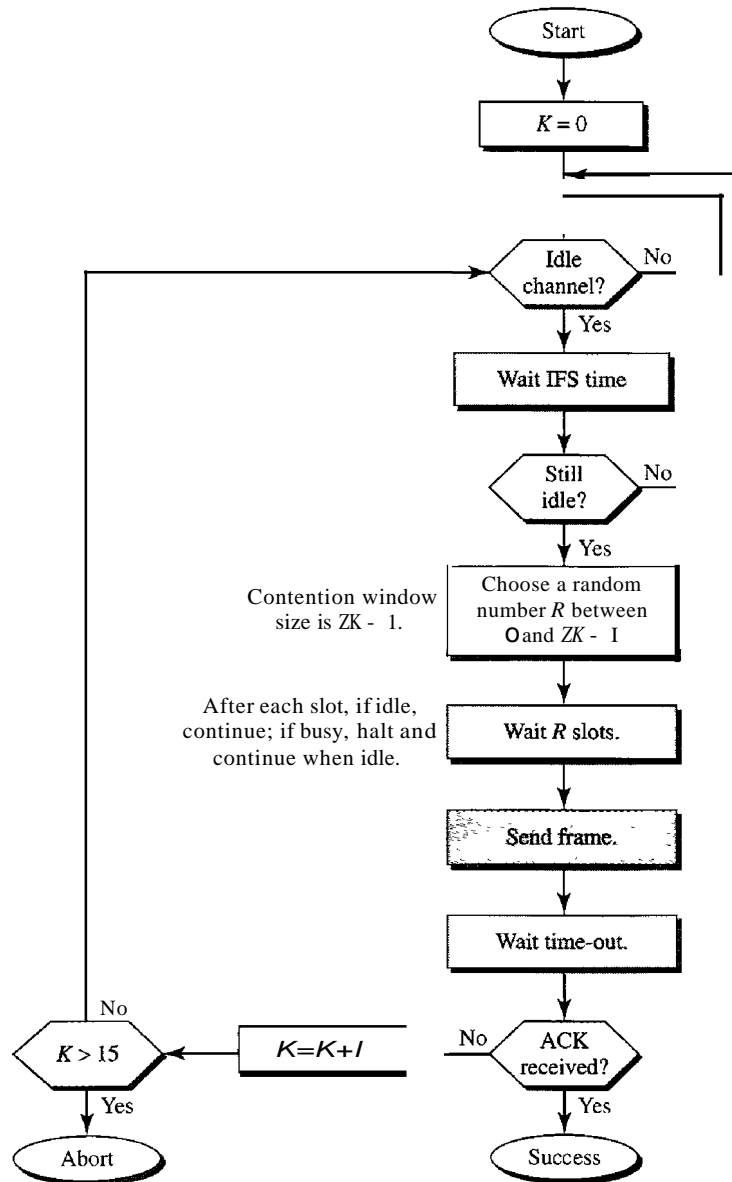 Start
K = 0
Idle
channel?
No
Yes
Wait IFS time
Still
idle?
No
Yes
Contention window
size is ZK - 1.
Choose a random
number R between
0 and ZK - I
After each slot, if idle,
continue; if busy, halt and
continue when idle.
Wait R slots.
Send frame.
Wait time-out.
No
K > 15
K=K+I
No
ACK
received?
Yes
Yes
Abort
Success